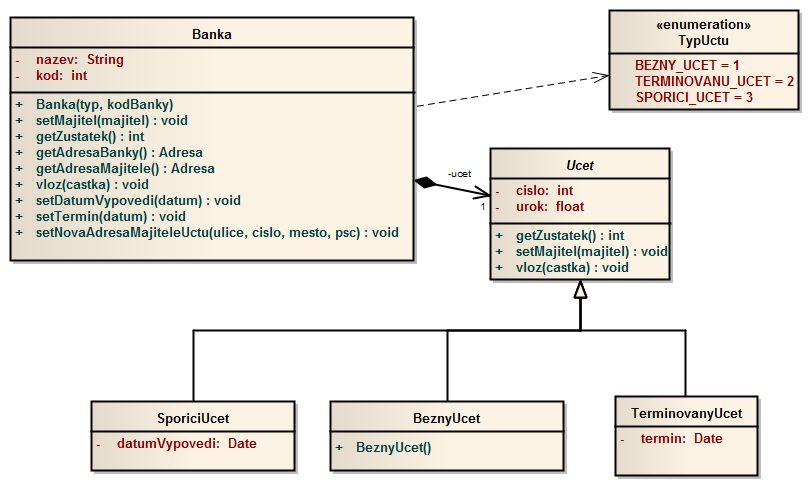 Banka
- nazev: String
- kod: int
+ Banka(typ, kodBanky)
+ setMajitel(majitel) : void
+ getZustatek() : int
+ getAdresaBanky() : Adresa
+ getAdresaMajitele() : Adresa
+ vloz(castka) : void
+ setDatumVypovedi(datum) : void
+ setTermin(datum) : void
+ setNovaAdresaMajiteleUctu(ulice, cislo, mesto, psc) : void
«enumeration»
TypUctu
BEZNY_UCET = 1
TERMINOVANU_UCET = 2
SPORICI_UCET = 3
-ucet
1
Ucet
- cislo: int
- urok: float
+ getZustatek() : int
+ setMajitel(majitel) : void
+ vloz(castka) : void
SporiciUcet
- datumVypovedi: Date
BeznyUcet
+ BeznyUcet()
TerminovanyUcet
- termin: Date